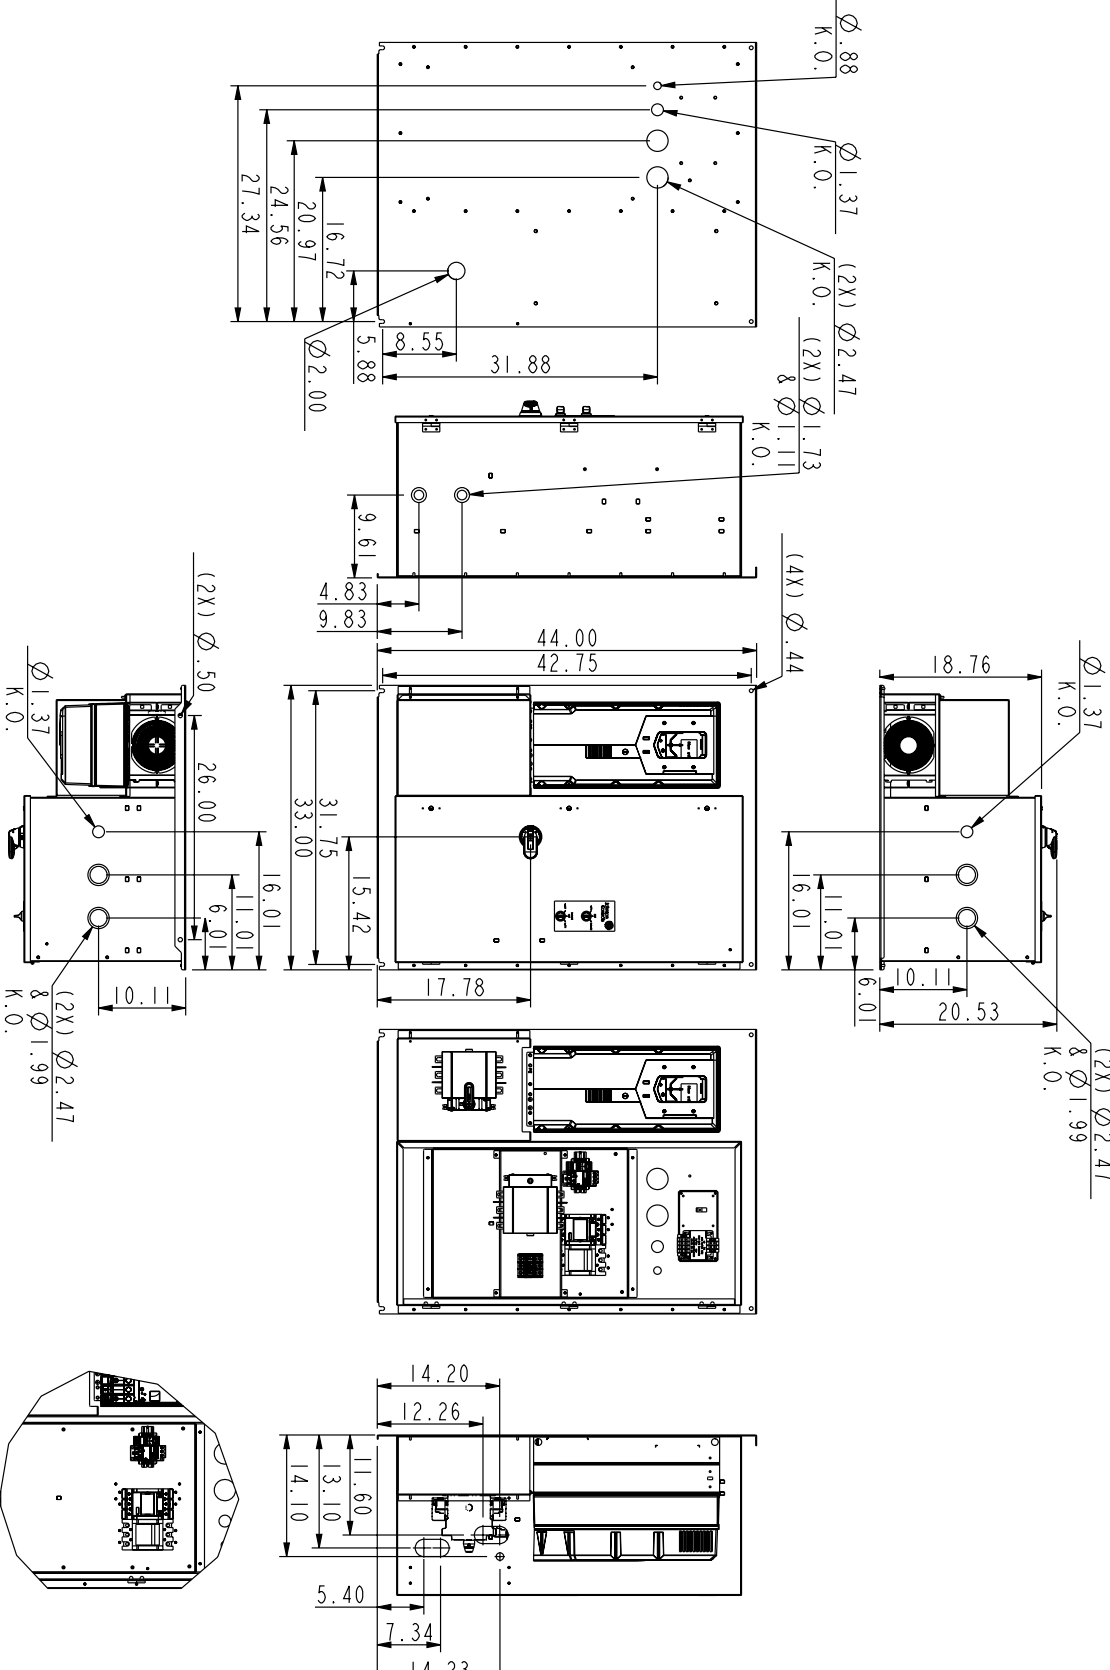 Ø.88
K.O.
Ø1.37
K.O.
(2X) Ø2.47
K.O.
27.34
24.56
20.97
16.72
5.88
8.55
31.88
Ø2.00
(2X) Ø1.73
& Ø1.11
K.O.
9.61
4.83
9.83
44.00
42.75
(4X) Ø.44
(2X) Ø.50
Ø1.37
K.O.
26.00
16.01
11.01
6.01
10.11
(2X) Ø2.47
& Ø1.99
K.O.
31.75
33.00
15.42
17.78
18.76
Ø1.37
K.O.
16.01
11.01
6.01
10.11
20.53
(2X) Ø2.47
& Ø1.99
K.O.
14.20
12.26
11.60
13.10
14.10
5.40
7.34
14.23